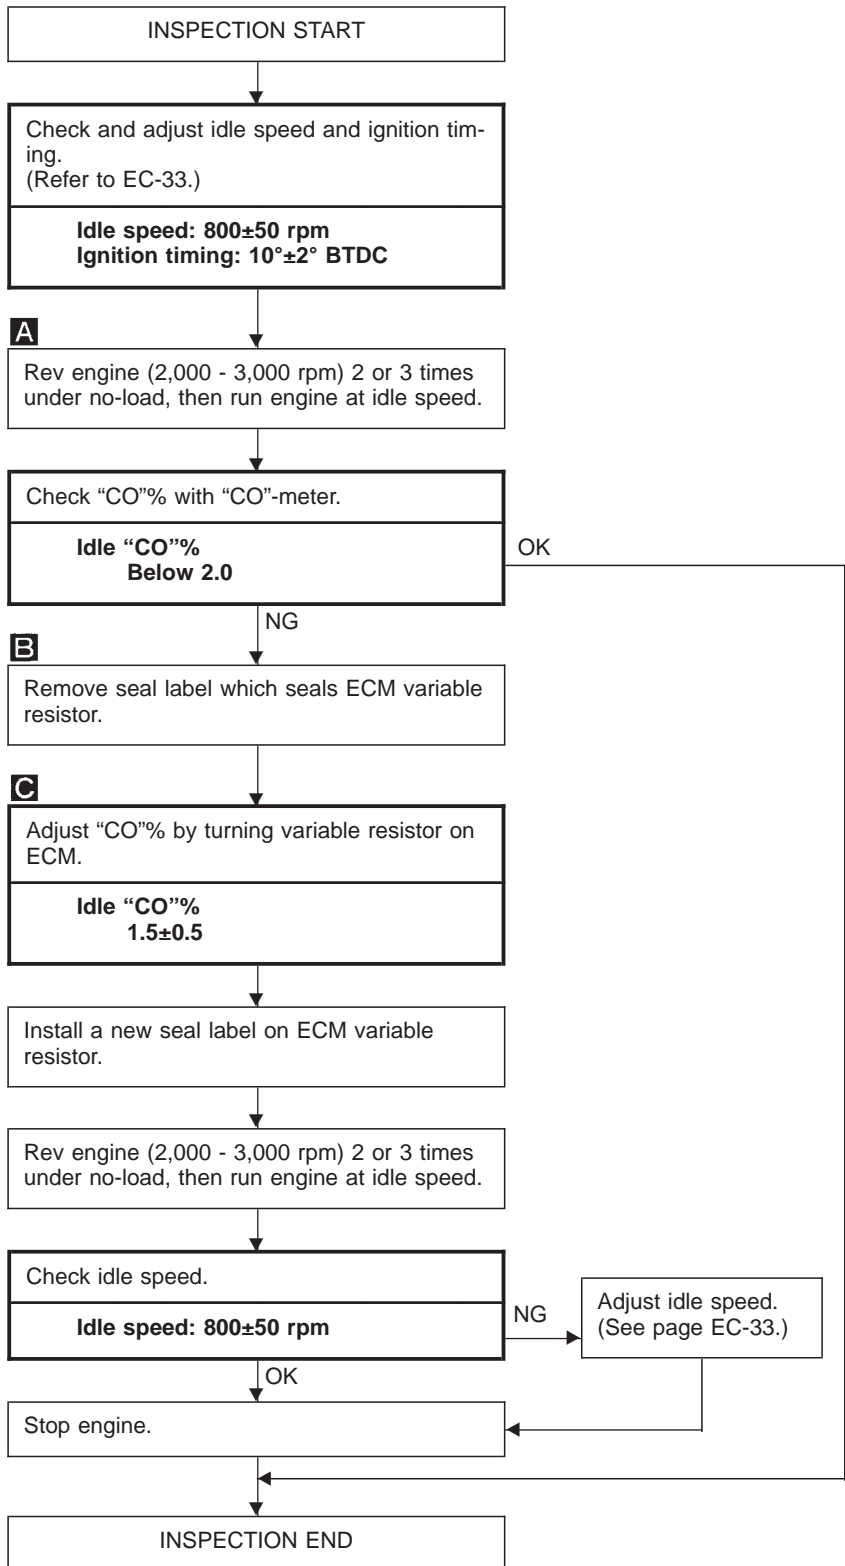 INSPECTION START
Check and adjust idle speed and ignition tim-
ing.
(Refer to EC-33.)
Idle speed: 800±50 rpm
Ignition timing: 10°±2° BTDC
A
Rev engine (2,000 - 3,000 rpm) 2 or 3 times
under no-load, then run engine at idle speed.
Check “CO”% with “CO”-meter.
Idle “CO”%
Below 2.0
OK
NG
B
Remove seal label which seals ECM variable
resistor.
C
Adjust “CO”% by turning variable resistor on
ECM.
Idle “CO”%
1.5±0.5
Install a new seal label on ECM variable
resistor.
Rev engine (2,000 - 3,000 rpm) 2 or 3 times
under no-load, then run engine at idle speed.
Check idle speed.
Idle speed: 800±50 rpm
NG
Adjust idle speed.
(See page EC-33.)
OK
Stop engine.
INSPECTION END